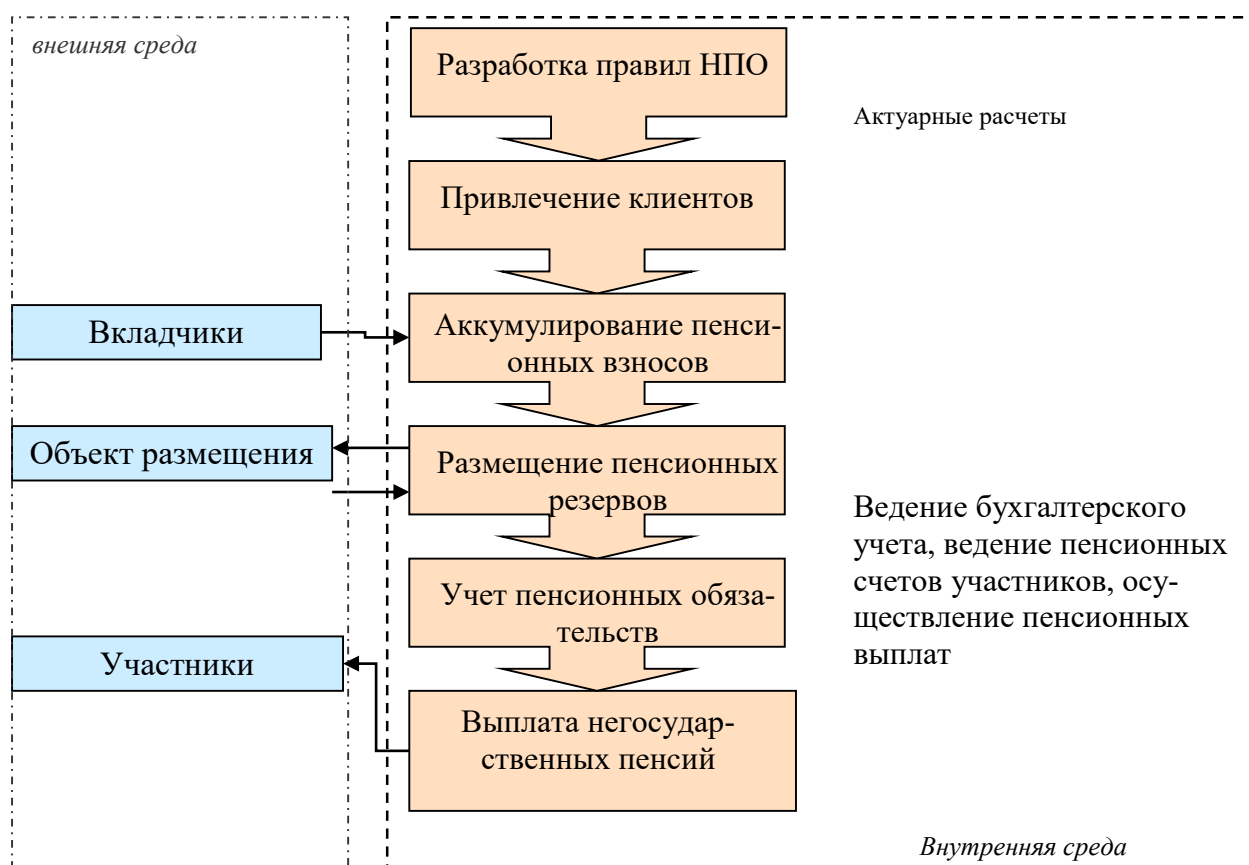 внешняя среда
Разработка правил НПО
Актуарные расчеты
Привлечение клиентов
Вкладчики
Аккумулирование пенси-
онных взносов
Объект размещения
Размещение пенсионных
резервов
Ведение бухгалтерского
учета, ведение пенсионных
счетов участников, осу-
ществление пенсионных
выплат
Учет пенсионных обяза-
тельств
Участники
Выплата негосудар-
ственных пенсий
Внутренняя среда